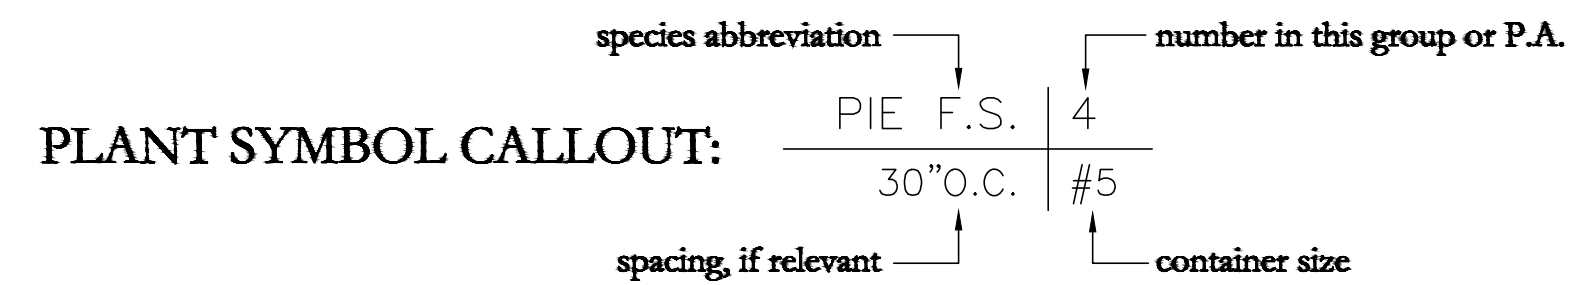 species abbreviation
number in this group or P.A.
PIE F.S. 4
PLANT SYMBOL CALLOUT:
30"O.C. #5
spacing, if relevant
container size